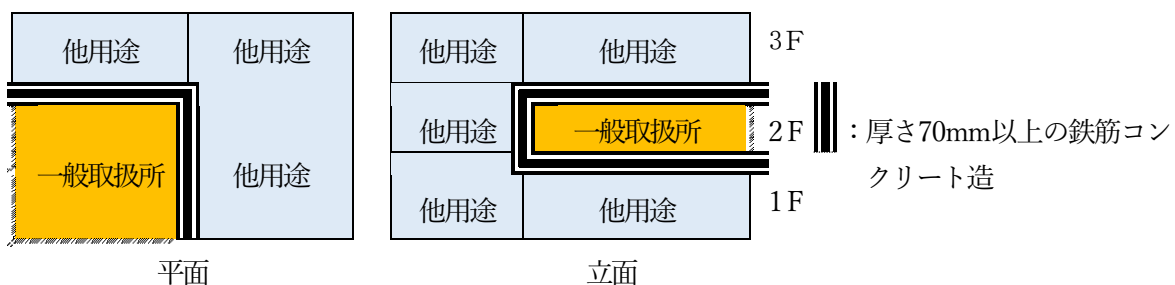 他用途
他用途
一般取扱所
他用途
平面
他用途
他用途
3F
他用途
一般取扱所
2F
他用途
他用途
1F
立面
：厚さ70mm以上の鉄筋コン
クリート造